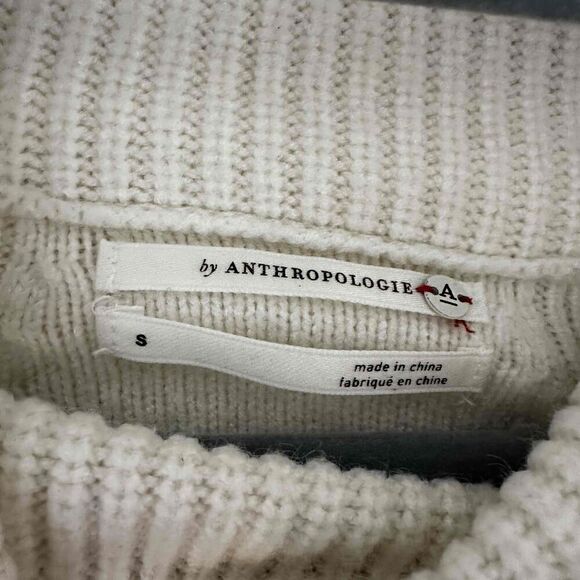 by ANTHROPOLOGIE
A
S
made in china
fabriqué en chine